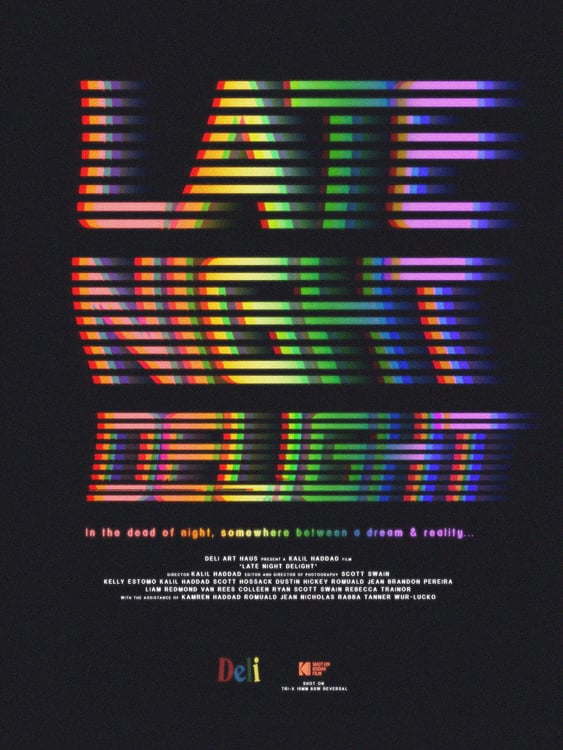 LATE
NIGHT
DELIGHT
In the dead of night, somewhere between a dream & reality...
DELI ART HAUS PRESENT A KALIL HADDAD FILM
"LATE NIGHT DELIGHT"
DIRECTOR KALIL HADDAD EDITOR AND DIRECTOR OF PHOTOGRAPHY SCOTT SWAIN
KELLY ESTOMO KALIL HADDAD SCOTT HOSSACK DUSTIN HICKEY ROMUALD JEAN BRANDON PEREIRA
LIAM REDMOND VAN REES COLLEEN RYAN SCOTT SWAIN REBECCA TRAINOR
WITH THE ASSISTANCE OF KAMREN HADDAD ROMUALD JEAN NICHOLAS RABBA TANNER WUR-LUCKO
Deli
SHOT ON
KODAK
FILM
SHOT ON
TRI-X 16MM B&W REVERSAL